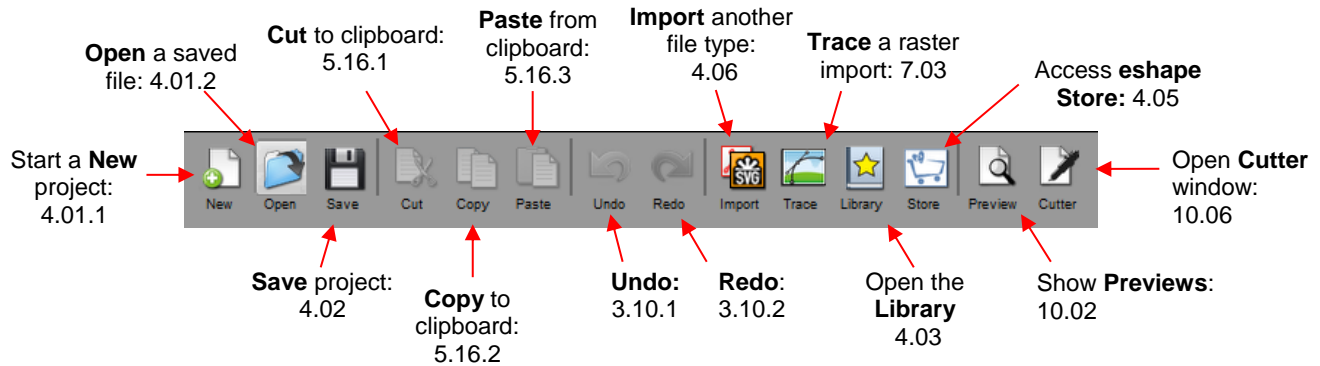 Open a saved
file: 4.01.2
Cut to clipboard:
5.16.1
Paste from
clipboard:
5.16.3
Import another
file type:
4.06
Trace a raster
import: 7.03
Access eshape
Store: 4.05
Start a New
project:
4.01.1
New Open Save Cut Copy Paste Undo Redo Import Trace Library Store Preview Cutter
SVG
Open Cutter
window:
10.06
Save project:
4.02
Copy to
clipboard:
5.16.2
Undo:
3.10.1
Redo:
3.10.2
Open the
Library
4.03
Show Previews:
10.02